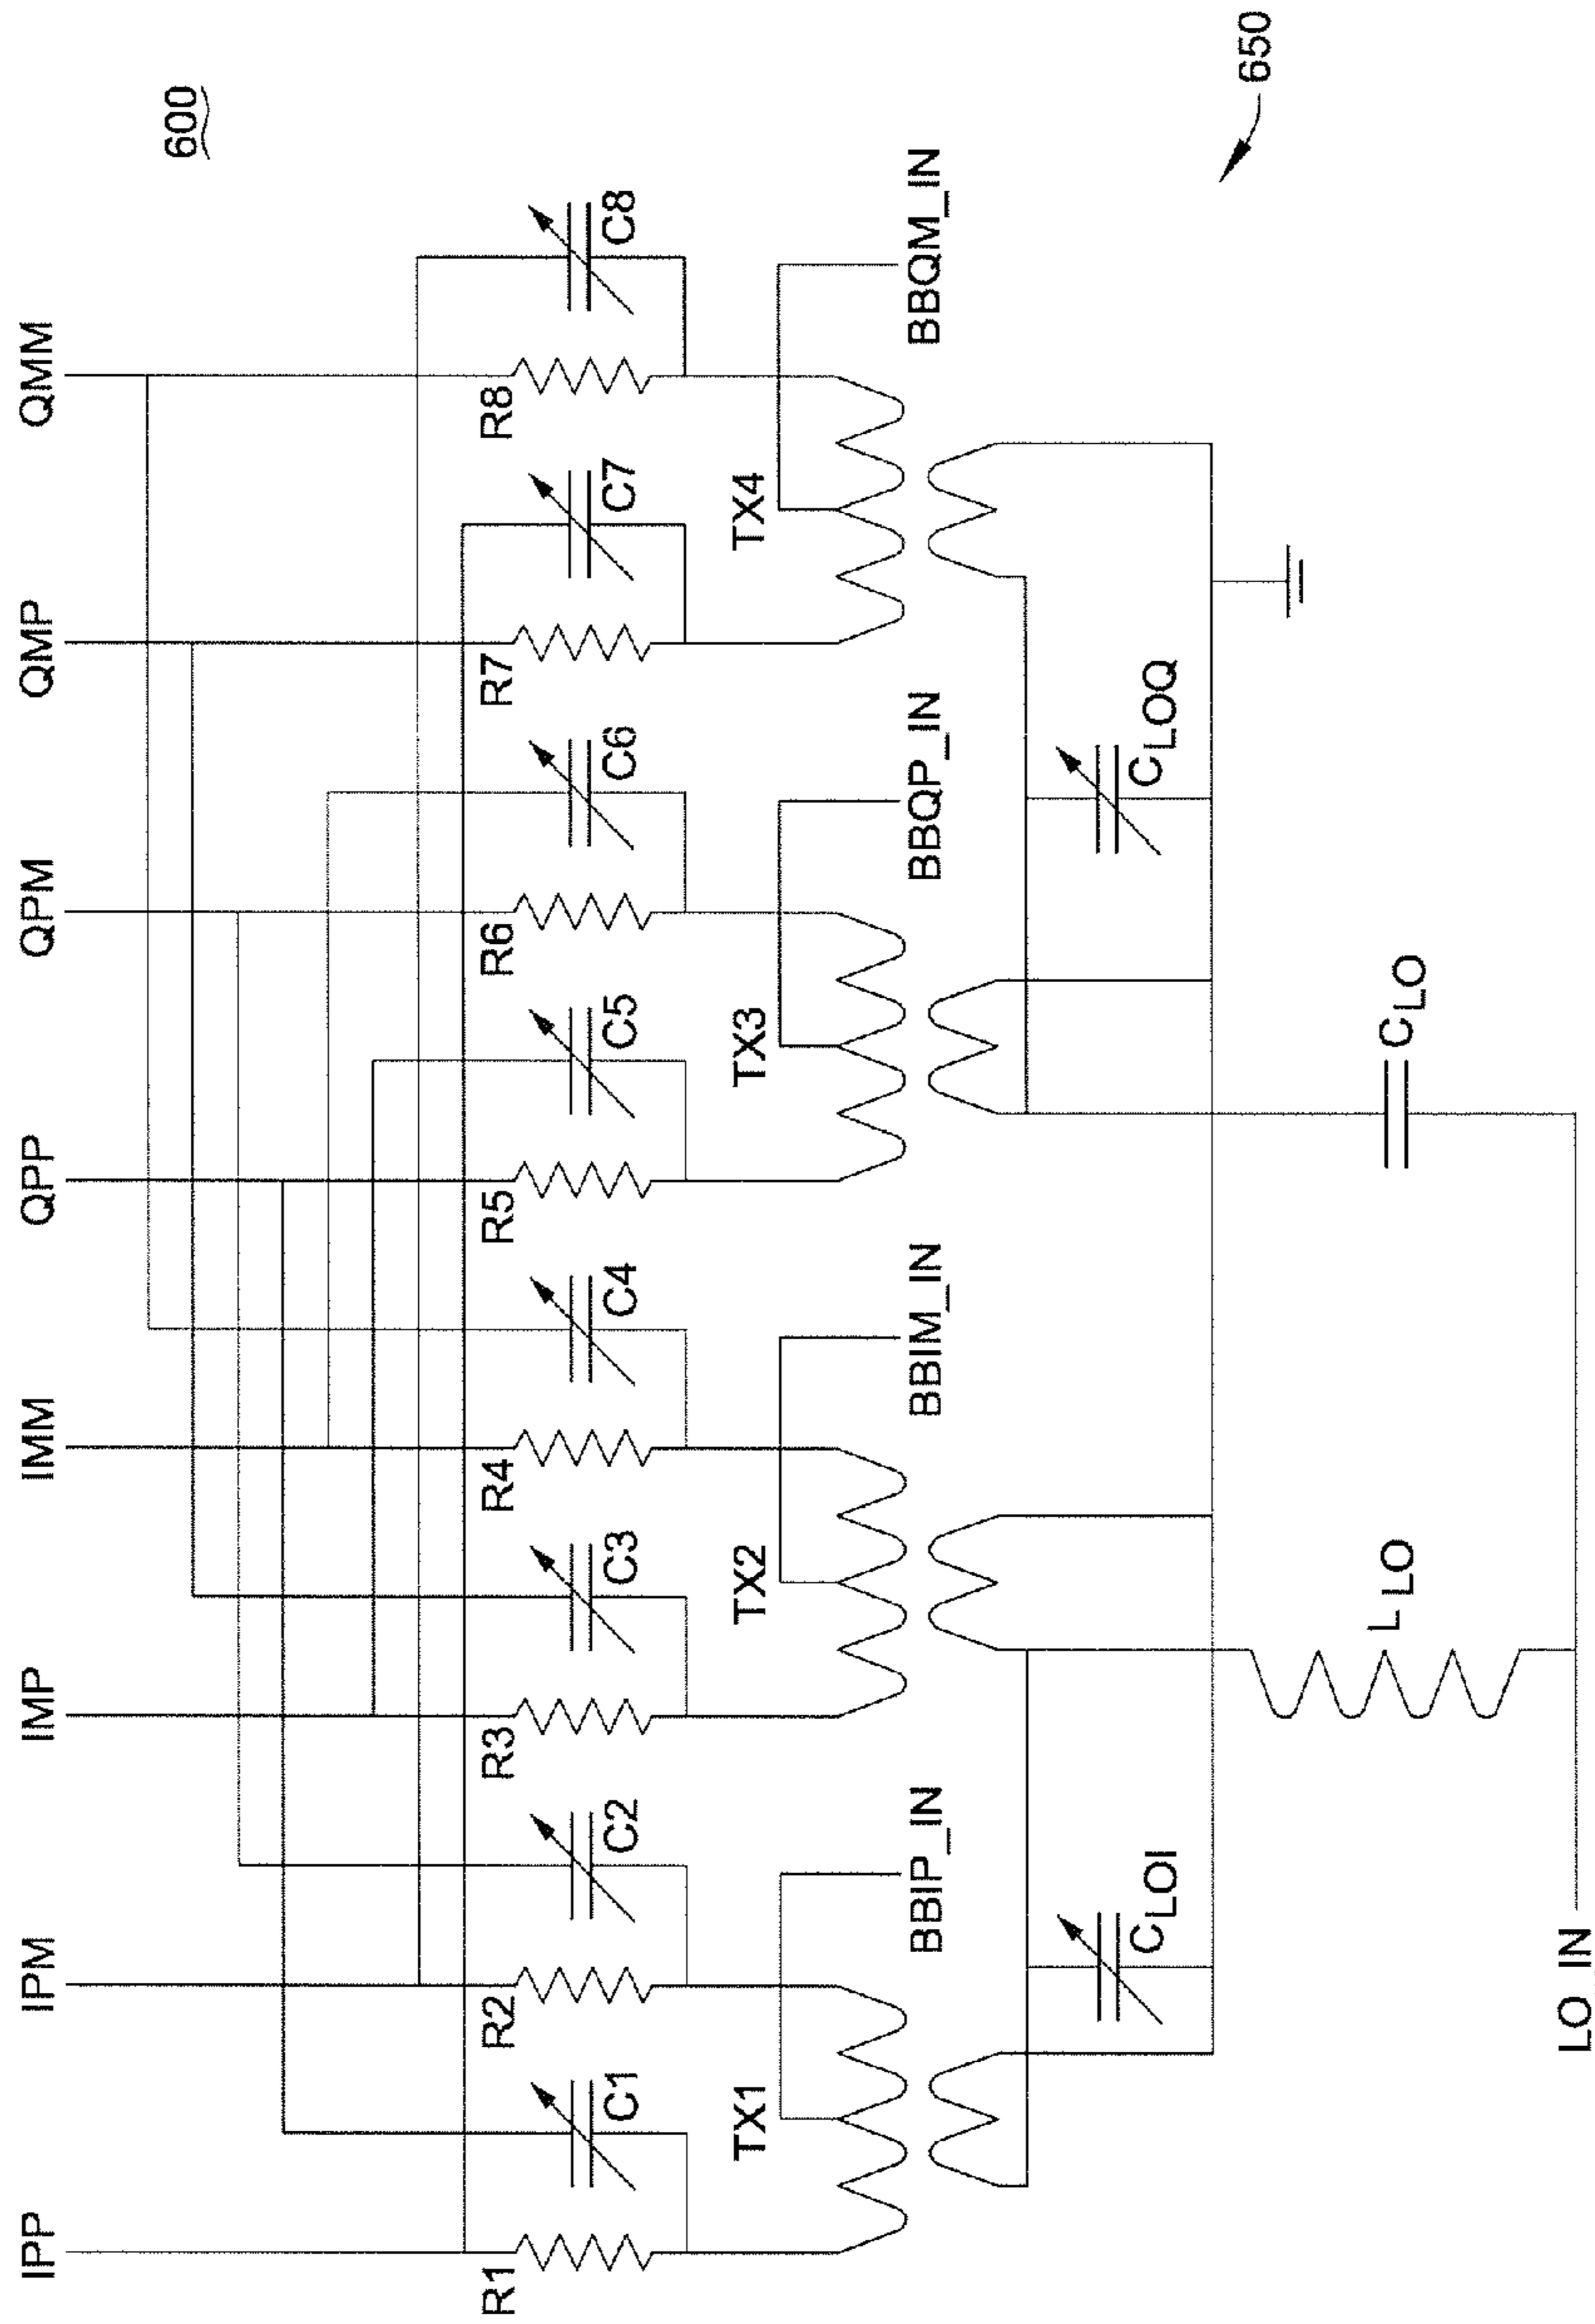 600
IPP
IPM
IMP
IMM
QPP
QPM
QMP
QMM
R1
C1
R2
C2
R3
C3
R4
C4
R5
C5
R6
C6
R7
C7
R8
C8
TX1
TX2
TX3
TX4
BBIP_IN
BBIM_IN
BBQP_IN
BBQM_IN
CLOI
CLOQ
LLO
CLO
LO_IN
650